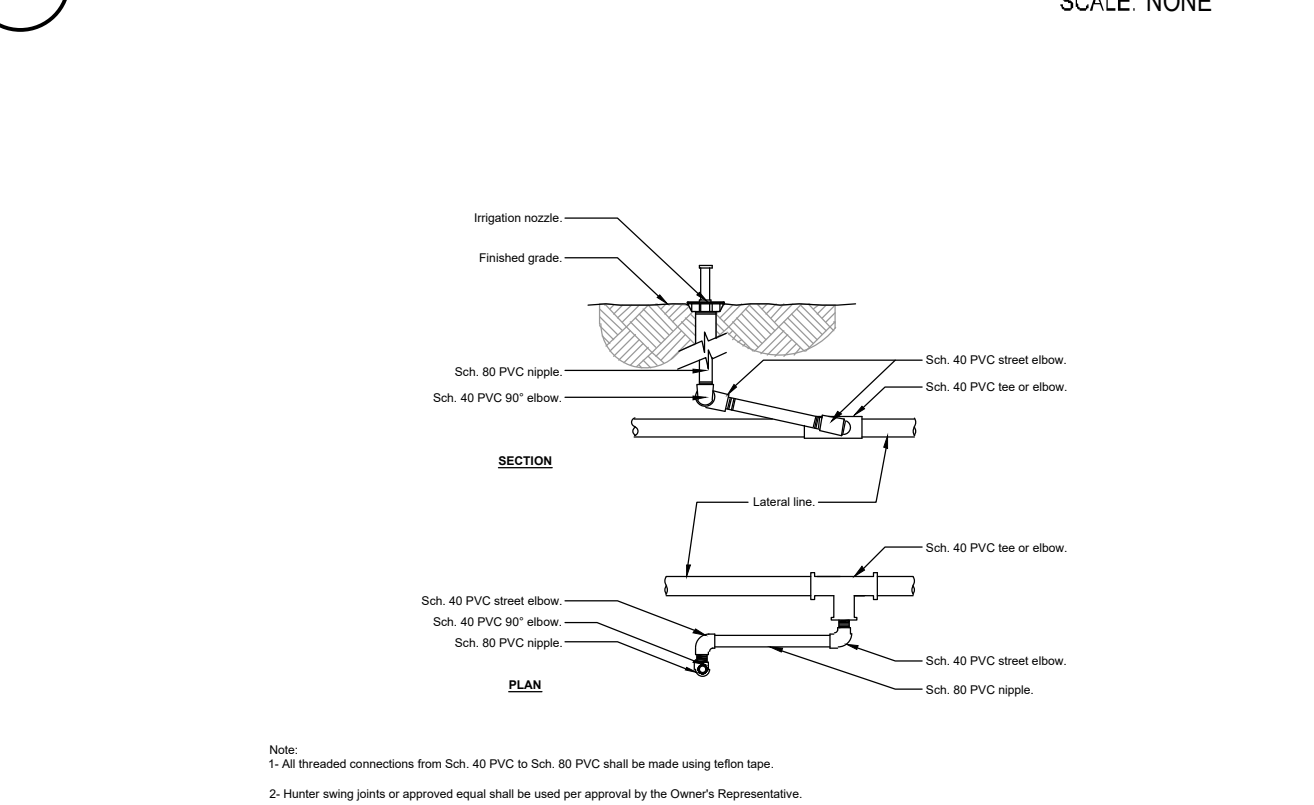 SCALE: NONE
Irrigation nozzle.
Finished grade.
Sch. 80 PVC nipple.
Sch. 40 PVC 90° elbow.
Sch. 40 PVC street elbow.
Sch. 40 PVC tee or elbow.
SECTION
Lateral line.
Sch. 40 PVC tee or elbow.
Sch. 40 PVC street elbow.
Sch. 40 PVC 90° elbow.
Sch. 80 PVC nipple.
Sch. 40 PVC street elbow.
Sch. 80 PVC nipple.
PLAN
Note:
1- All threaded connections from Sch. 40 PVC to Sch. 80 PVC shall be made using teflon tape.
2- Hunter swing joints or approved equal shall be used per approval by the Owner's Representative.